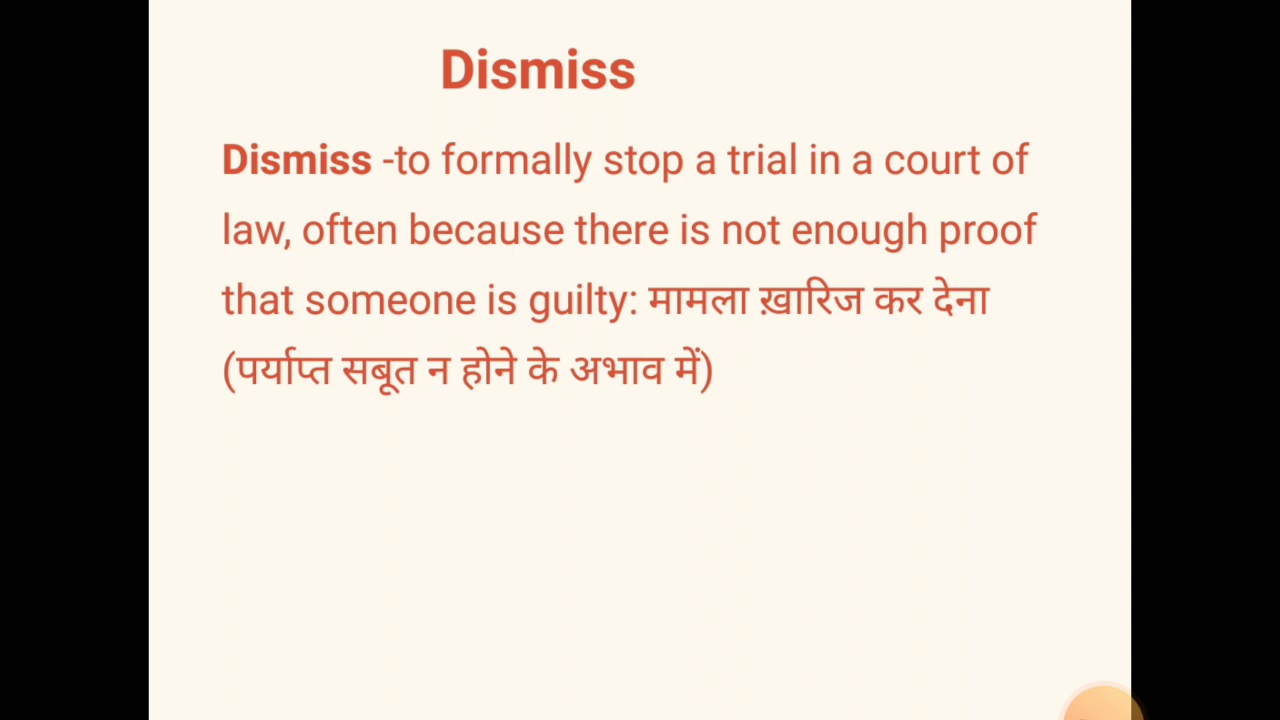 Dismiss
Dismiss -to formally stop a trial in a court of
law, often because there is not enough proof
that someone is guilty: मामला ख़ारिज कर देना
(पर्याप्त सबूत न होने के अभाव में)